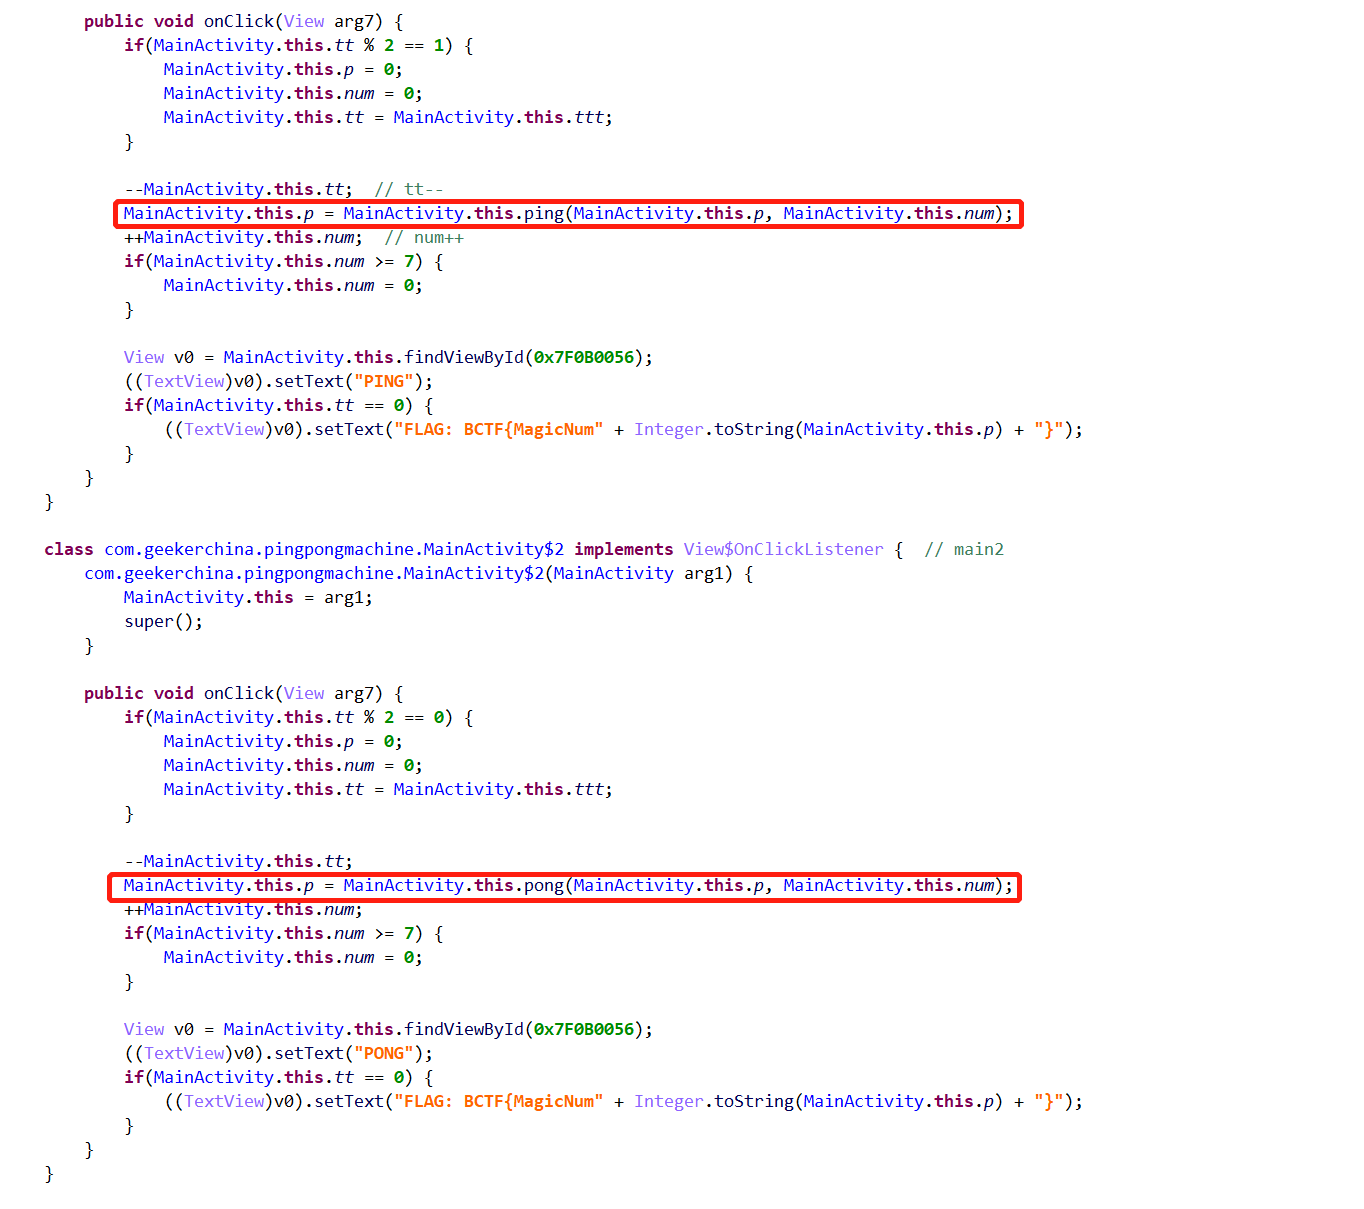 public void onClick(View arg7) {
if(MainActivity.this.tt % 2 == 1) {
MainActivity.this.p = 0;
MainActivity.this.num = 0;
MainActivity.this.tt = MainActivity.this.ttt;
}
--MainActivity.this.tt;  // tt--
MainActivity.this.p = MainActivity.this.ping(MainActivity.this.p, MainActivity.this.num);
++MainActivity.this.num;  // num++
if(MainActivity.this.num >= 7) {
MainActivity.this.num = 0;
}
View v0 = MainActivity.this.findViewById(0x7F0B0056);
((TextView)v0).setText("PING");
if(MainActivity.this.tt == 0) {
((TextView)v0).setText("FLAG: BCTF{MagicNum" + Integer.toString(MainActivity.this.p) + "}");
}
}
}
class com.geekerchina.pingpongmachine.MainActivity$2 implements View$OnClickListener {  // main2
com.geekerchina.pingpongmachine.MainActivity$2(MainActivity arg1) {
MainActivity.this = arg1;
super();
}
public void onClick(View arg7) {
if(MainActivity.this.tt % 2 == 0) {
MainActivity.this.p = 0;
MainActivity.this.num = 0;
MainActivity.this.tt = MainActivity.this.ttt;
}
--MainActivity.this.tt;
MainActivity.this.p = MainActivity.this.pong(MainActivity.this.p, MainActivity.this.num);
++MainActivity.this.num;
if(MainActivity.this.num >= 7) {
MainActivity.this.num = 0;
}
View v0 = MainActivity.this.findViewById(0x7F0B0056);
((TextView)v0).setText("PONG");
if(MainActivity.this.tt == 0) {
((TextView)v0).setText("FLAG: BCTF{MagicNum" + Integer.toString(MainActivity.this.p) + "}");
}
}
}